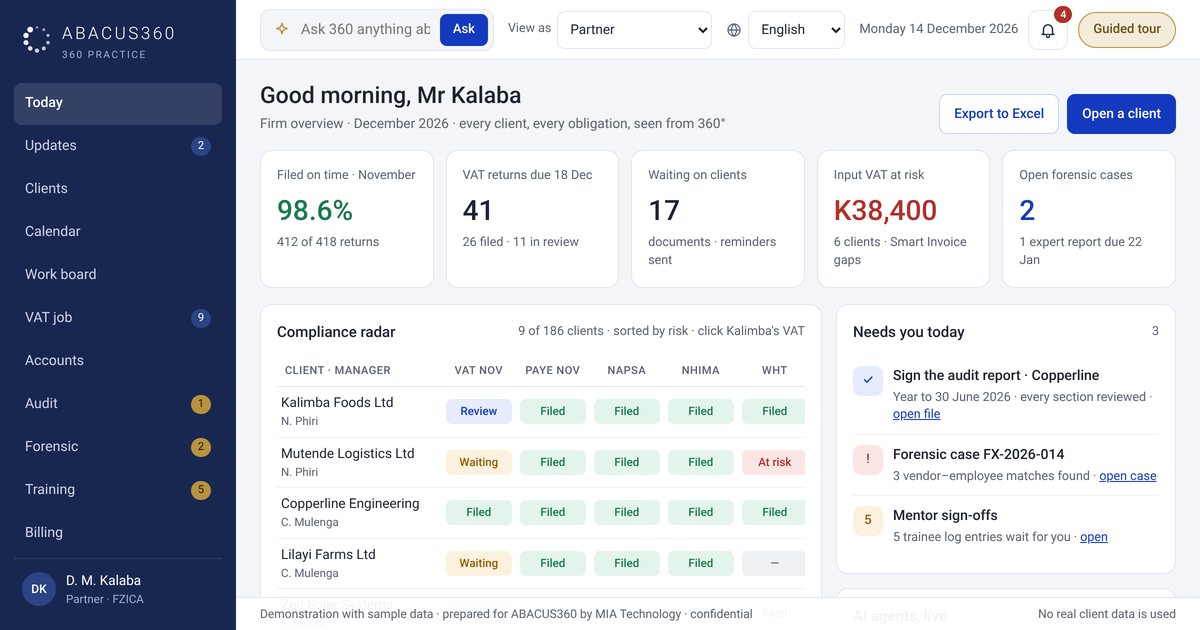 ABACUS360
360 PRACTICE
Today
Updates 2
Clients
Calendar
Work board
VAT job 9
Accounts
Audit 1
Forensic 2
Training 5
Billing
DK
D. M. Kalaba
Partner · FZICA
Ask 360 anything ab Ask View as Partner English Monday 14 December 2026 4 Guided tour
Good morning, Mr Kalaba
Firm overview · December 2026 · every client, every obligation, seen from 360°
Export to Excel Open a client
Filed on time · November
98.6%
412 of 418 returns
VAT returns due 18 Dec
41
26 filed · 11 in review
Waiting on clients
17
documents · reminders
sent
Input VAT at risk
K38,400
6 clients · Smart Invoice
gaps
Open forensic cases
2
1 expert report due 22
Jan
Compliance radar 9 of 186 clients · sorted by risk · click Kalimba's VAT
CLIENT · MANAGER VAT NOV PAYE NOV NAPSA NHIMA WHT
Kalimba Foods Ltd Review Filed Filed Filed Filed
N. Phiri
Mutende Logistics Ltd Waiting Filed Filed Filed At risk
N. Phiri
Copperline Engineering Filed Filed Filed Filed Filed
C. Mulenga
Lilayi Farms Ltd Waiting Filed Filed Filed —
C. Mulenga
Needs you today 3
Sign the audit report · Copperline
Year to 30 June 2026 · every section reviewed ·
open file
! Forensic case FX-2026-014
3 vendor–employee matches found · open case
5 Mentor sign-offs
5 trainee log entries wait for you · open
AI agents, live
Demonstration with sample data · prepared for ABACUS360 by MIA Technology · confidential Filed
No real client data is used